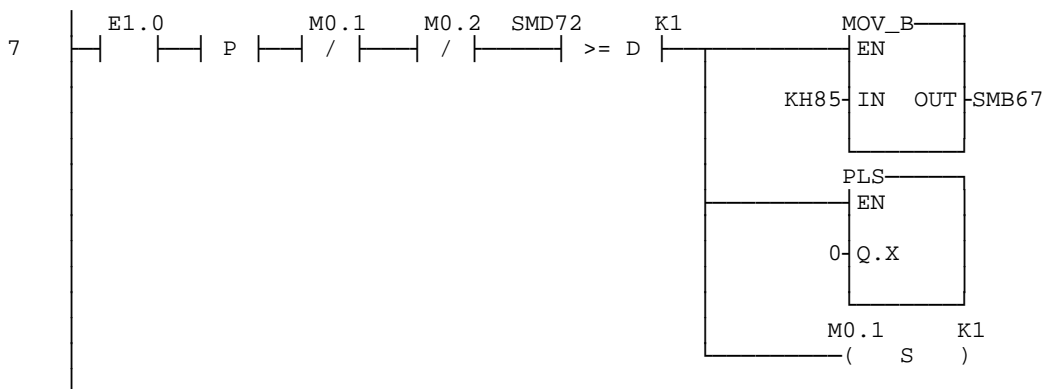 E1.0 M0.1 M0.2 SMD72 K1 MOV_B
7 P / / >= D EN
KH85 IN OUT SMB67
PLS
EN
0 Q.X
M0.1 K1
( S )